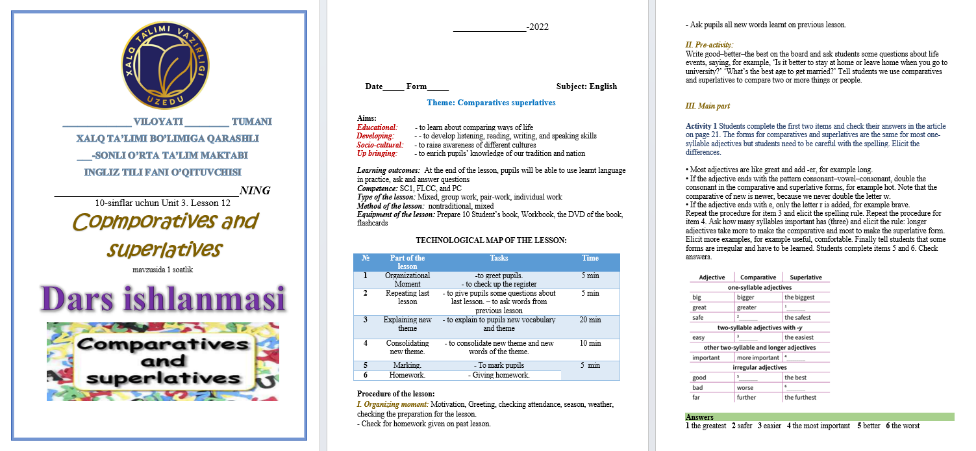 XALQ TA'LIMI VAZIRLIGI
UZEDU
______________ VILOYATI _________ TUMANI
XALQ TA'LIMI BO'LIMIGA QARASHLI
___-SONLI O'RTA TA'LIM MAKTABI
INGLIZ TILI FANI O'QITUVCHISI
____________________________NING
10-sinflar uchun Unit 3. Lesson 12
Copmporatives and
superlatives
mavzusida 1 soatlik
Dars ishlanmasi
Comparatives
and
superlatives
_______________-2022
Date_____ Form_____ Subject: English
Theme: Comparatives superlatives
Aims:
Educational: - to learn about comparing ways of life
Developing: - - to develop listening, reading, writing, and speaking skills
Socio-cultural: - to raise awareness of different cultures
Up bringing: - to enrich pupils' knowledge of our tradition and nation
Learning outcomes: At the end of the lesson, pupils will be able to use learnt language
in practice, ask and answer questions
Competence: SC1, FLCC, and PC
Type of the lesson: Mixed, group work, pair-work, individual work
Method of the lesson: nontraditional, mixed
Equipment of the lesson: Prepare 10 Student's book, Workbook, the DVD of the book,
flashcards
TECHNOLOGICAL MAP OF THE LESSON:
№ Part of the lesson Tasks Time
1 Organizational Moment -to greet pupils. - to check up the register 5 min
2 Repeating last lesson - to give pupils some questions about last lesson. – to ask words from previous lesson 5 min
3 Explaining new theme - to explain to pupils new vocabulary and theme 20 min
4 Consolidating new theme. - to consolidate new theme and new words of the theme. 10 min
5 Marking. - To mark pupils 5 min
6 Homework. - Giving homework.
Procedure of the lesson:
I. Organizing moment: Motivation, Greeting, checking attendance, season, weather,
checking the preparation for the lesson.
- Check for homework given on past lesson.
- Ask pupils all new words learnt on previous lesson.
II. Pre-activity:
Write good–better–the best on the board and ask students some questions about life
events, saying, for example, 'Is it better to stay at home or leave home when you go to
university?' 'What's the best age to get married?' Tell students we use comparatives
and superlatives to compare two or more things or people.
III. Main part
Activity 1 Students complete the first two items and check their answers in the article
on page 21. The forms for comparatives and superlatives are the same for most one-
syllable adjectives but students need to be careful with the spelling. Elicit the
differences.
• Most adjectives are like great and add -er, for example long.
• If the adjective ends with the pattern consonant–vowel–consonant, double the
consonant in the comparative and superlative forms, for example hot. Note that the
comparative of new is newer, because we never double the letter w.
• If the adjective ends with e, only the letter r is added, for example brave.
Repeat the procedure for item 3 and elicit the spelling rule. Repeat the procedure for
item 4. Ask how many syllables important has (three) and elicit the rule: longer
adjectives take more to make the comparative and most to make the superlative form.
Elicit more examples, for example useful, comfortable. Finally tell students that some
forms are irregular and have to be learned. Students complete items 5 and 6. Check
answers.
Adjective Comparative Superlative
one-syllable adjectives
big bigger the biggest
great greater 1______
safe 2______ the safest
two-syllable adjectives with -y
easy 3______ the easiest
other two-syllable and longer adjectives
important more important 4______
irregular adjectives
good 5______ the best
bad worse 6______
far further the furthest
Answers
1 the greatest 2 safer 3 easier 4 the most important 5 better 6 the worst